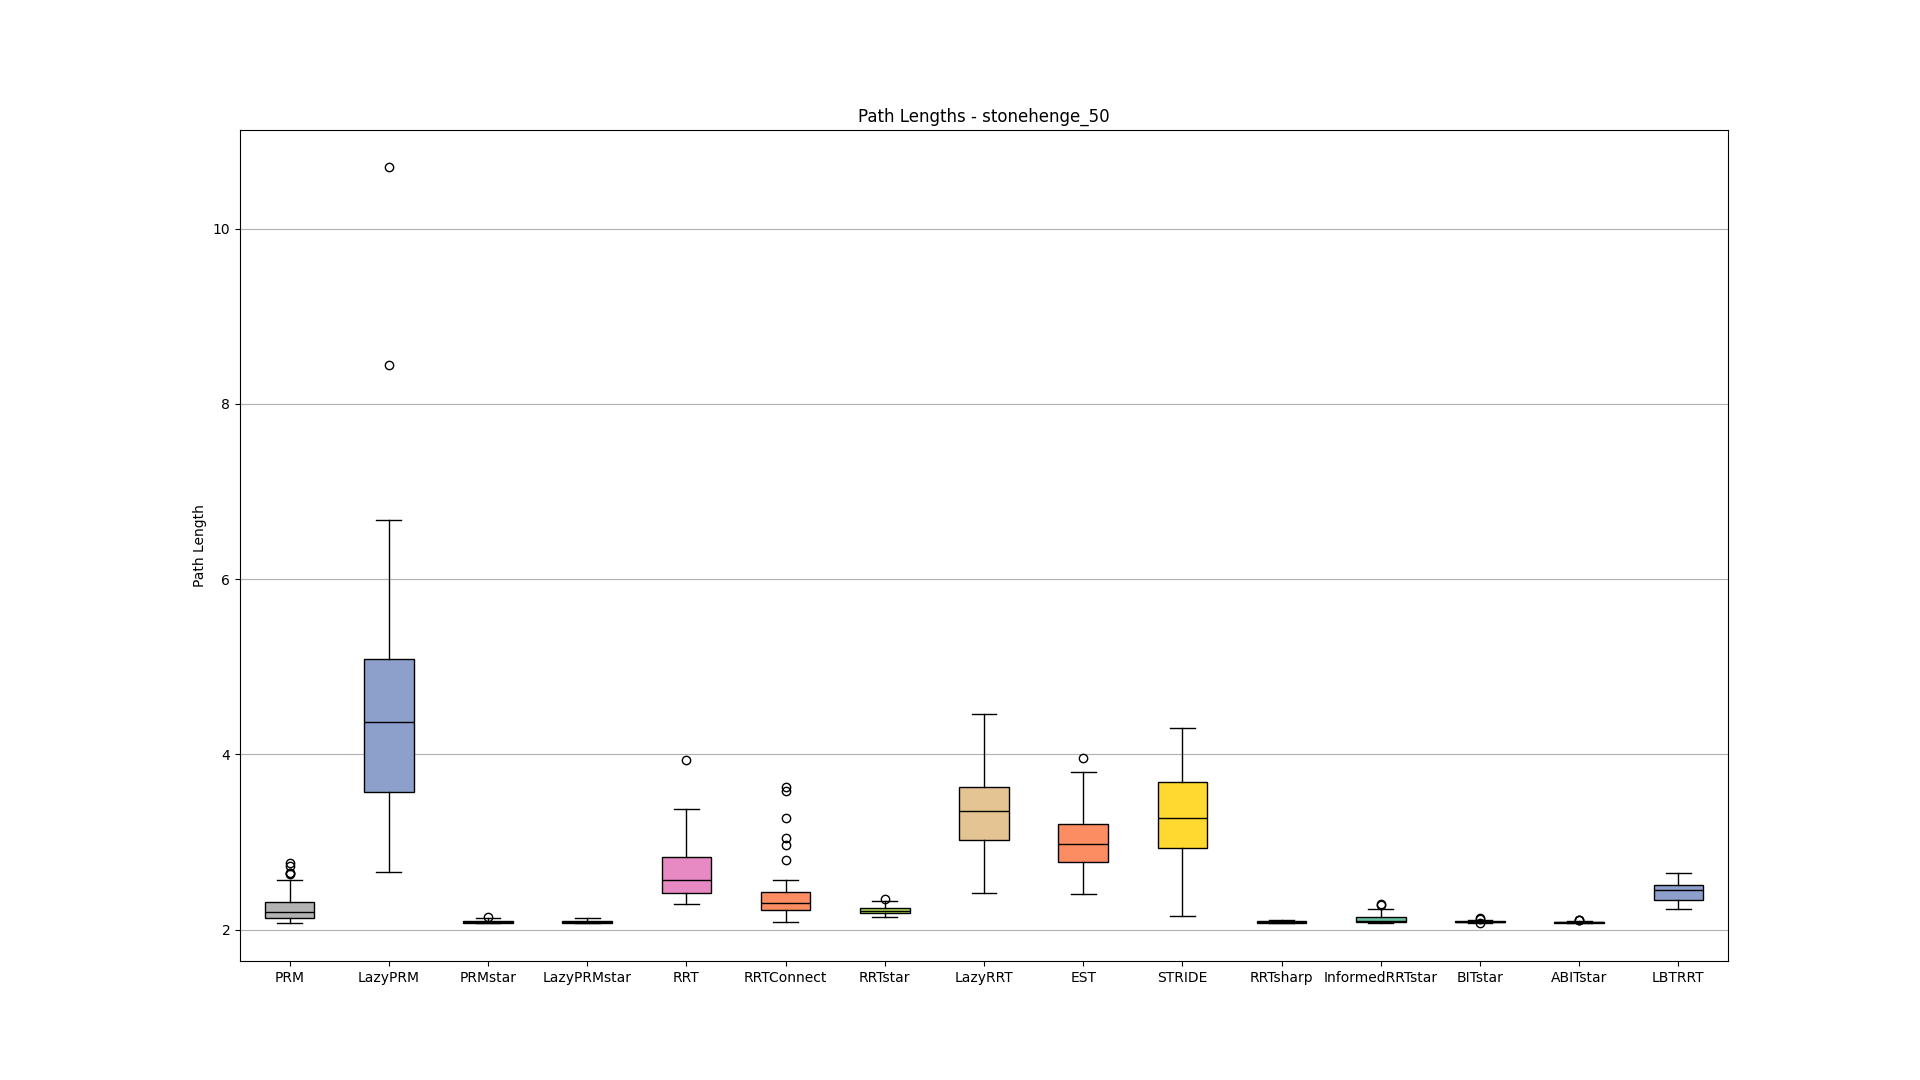 Path Lengths - stonehenge_50
10
8
6
4
2
Path Length
PRM LazyPRM PRMstar LazyPRMstar RRT RRTConnect RRTstar LazyRRT EST STRIDE RRTsharp InformedRRTstar BITstar ABITstar LBTRRT